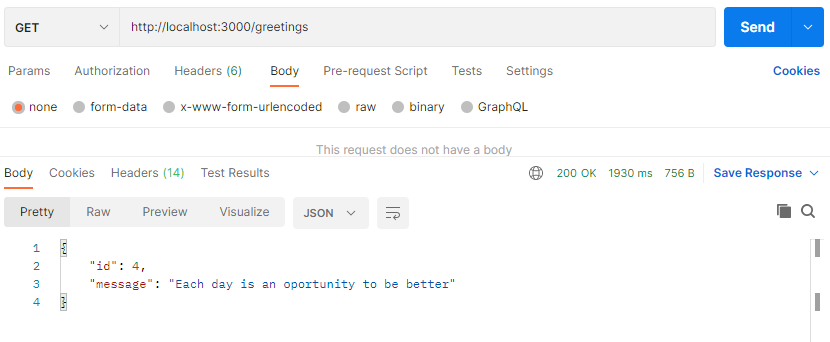 GET http://localhost:3000/greetings Send
Params Authorization Headers (6) Body Pre-request Script Tests Settings Cookies
none form-data x-www-form-urlencoded raw binary GraphQL
This request does not have a body
Body Cookies Headers (14) Test Results 200 OK 1930 ms 756 B Save Response
Pretty Raw Preview Visualize JSON
1 {
2 "id": 4,
3 "message": "Each day is an oportunity to be better"
4 }